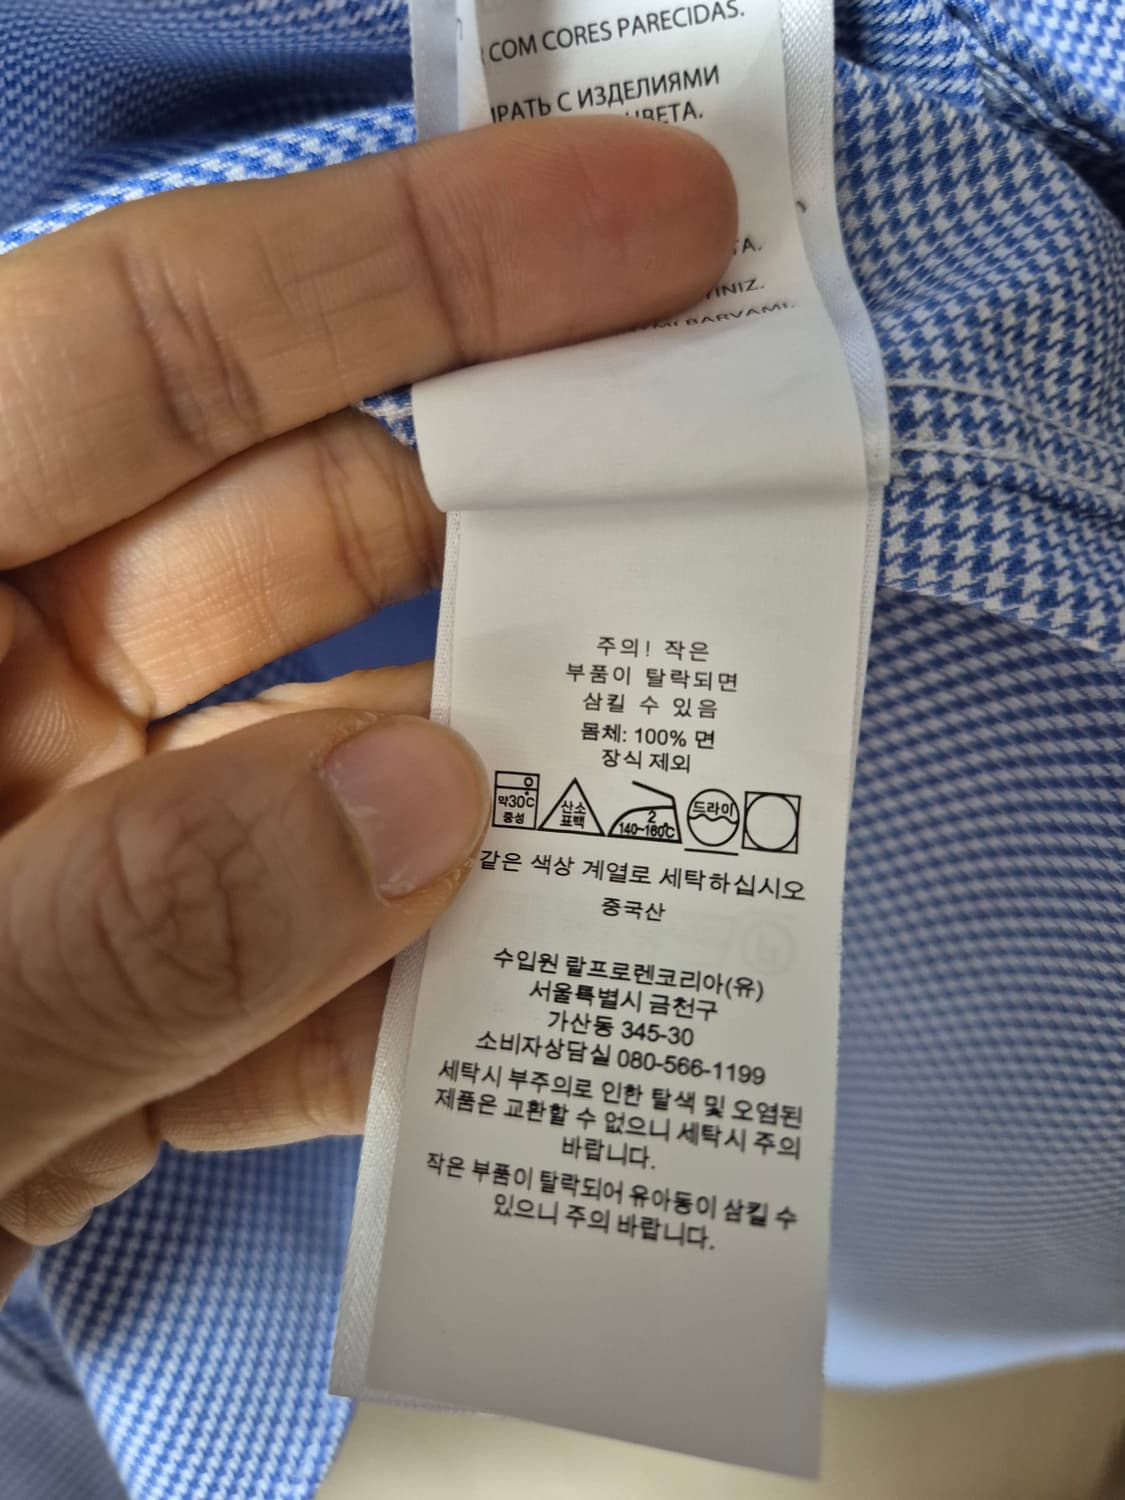 COM CORES PARECIDAS.
С ИЗДЕЛИЯМИ
주의! 작은
부품이 탈락되면
삼킬 수 있음
몸체: 100% 면
장식 제외
약30℃
중성
산소
표백
2
140~160℃
드라이
같은 색상 계열로 세탁하십시오
중국산
수입원 랄프로렌코리아(유)
서울특별시 금천구
가산동 345-30
소비자상담실 080-566-1199
세탁시 부주의로 인한 탈색 및 오염된
제품은 교환할 수 없으니 세탁시 주의
바랍니다.
작은 부품이 탈락되어 유아동이 삼킬 수
있으니 주의 바랍니다.